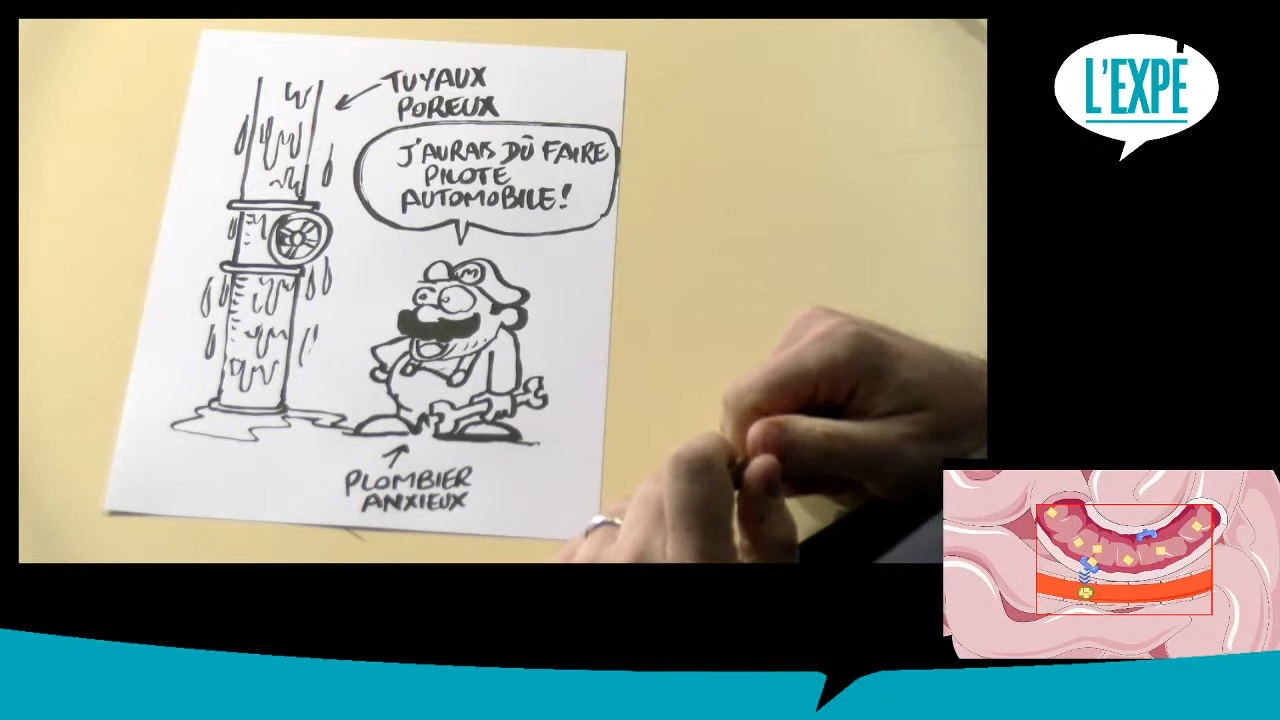 TUYAUX
POREUX
J'AURAIS DÛ FAIRE
PILOTE
AUTOMOBILE!
M
PLOMBIER
ANXIEUX
L'EXPÉ